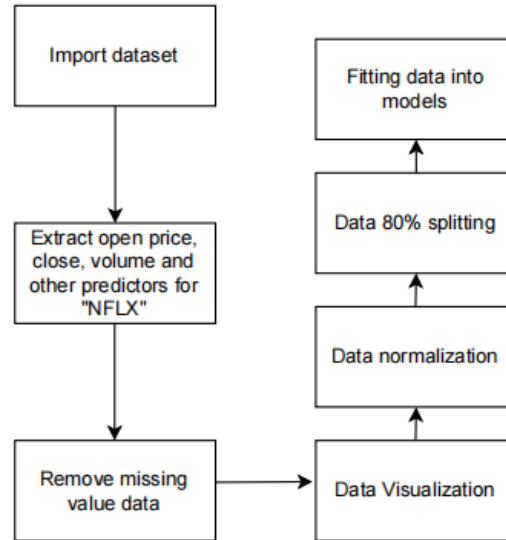 Import dataset
Extract open price,
close, volume and
other predictors for
"NFLX"
Remove missing
value data
Data Visualization
Data normalization
Data 80% splitting
Fitting data into
models